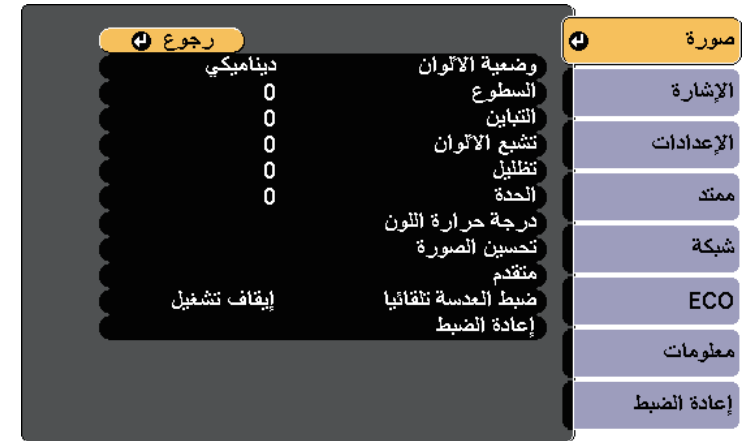 صورة
الإشارة
الإعدادات
ممتد
شبكة
ECO
معلومات
إعادة الضبط
رجوع
وضعية الألوان ديناميكي
السطوع 0
التباين 0
تشبع الألوان 0
تظليل 0
الحدة 0
درجة حرارة اللون
تحسين الصورة
متقدم
ضبط العدسة تلقائيا إيقاف تشغيل
إعادة الضبط